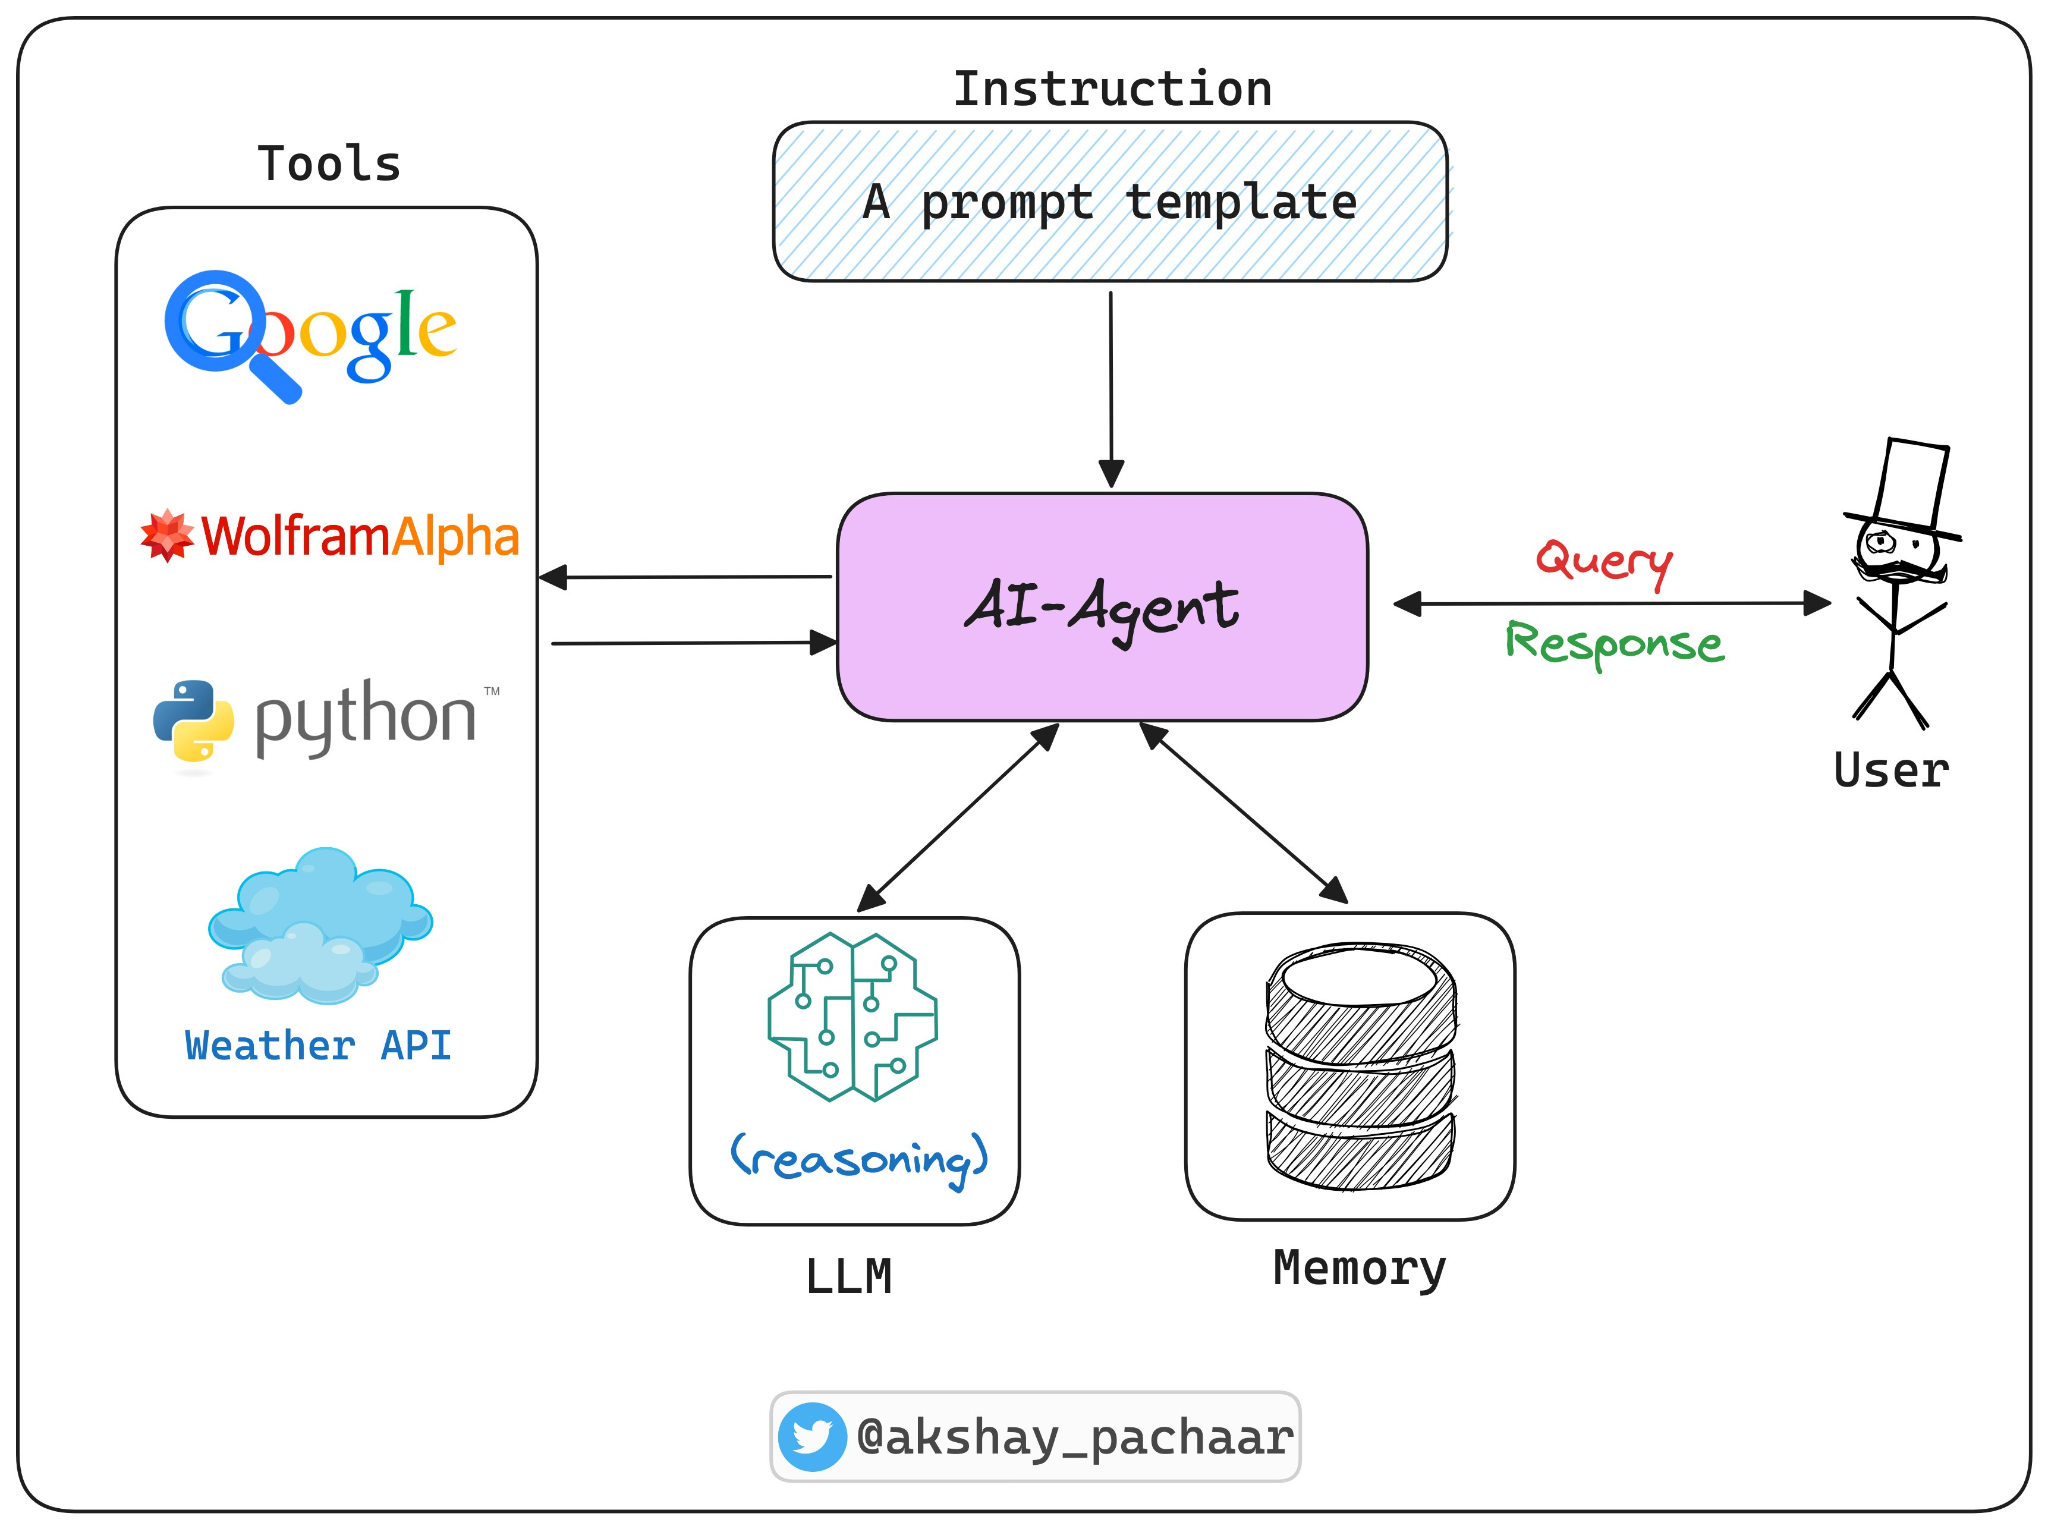 Instruction
A prompt template
Tools
Google
WolframAlpha
python™
Weather API
AI-Agent
Query
Response
User
(reasoning)
LLM
Memory
@akshay_pachaar